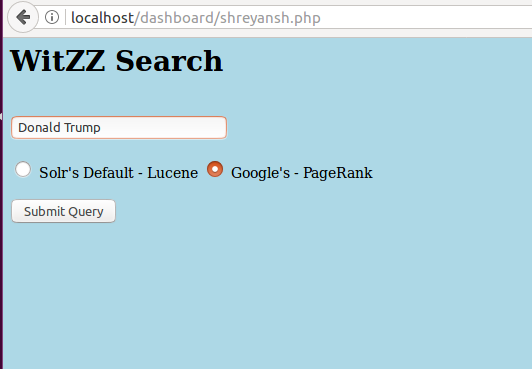 localhost/dashboard/shreyansh.php
WitZZ Search
Donald Trump
Solr's Default - Lucene Google's - PageRank
Submit Query